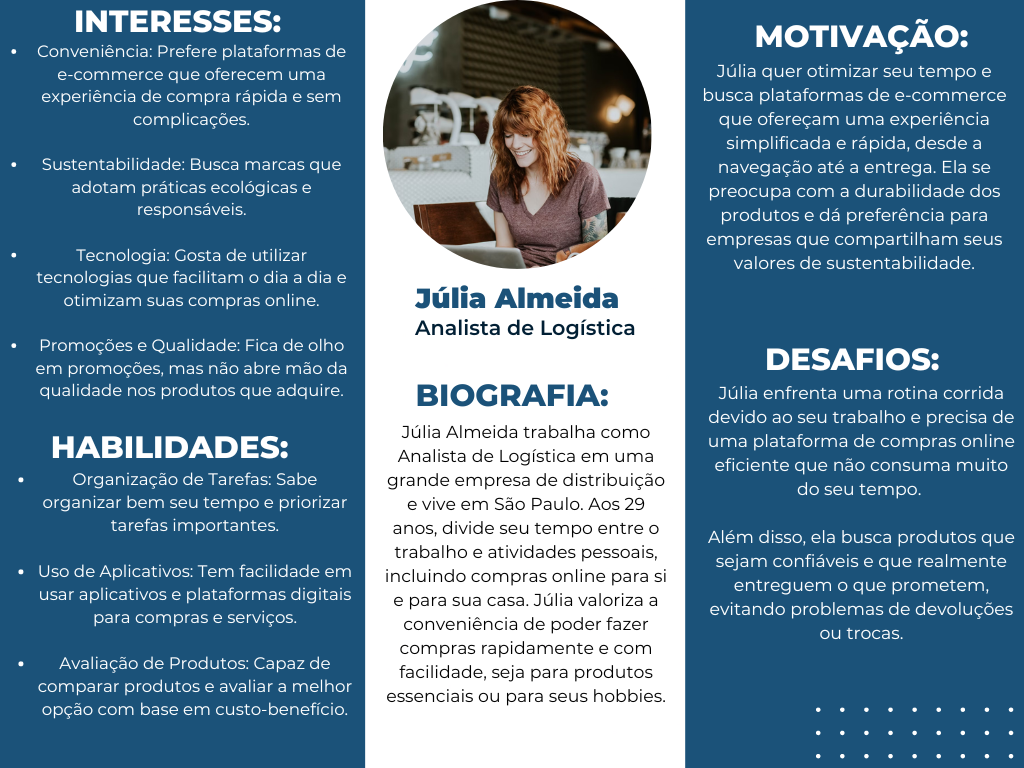 INTERESSES:
• Conveniência: Prefere plataformas de
e-commerce que oferecem uma
experiência de compra rápida e sem
complicações.
• Sustentabilidade: Busca marcas que
adotam práticas ecológicas e
responsáveis.
• Tecnologia: Gosta de utilizar
tecnologias que facilitam o dia a dia e
otimizam suas compras online.
• Promoções e Qualidade: Fica de olho
em promoções, mas não abre mão da
qualidade nos produtos que adquire.
HABILIDADES:
• Organização de Tarefas: Sabe
organizar bem seu tempo e priorizar
tarefas importantes.
• Uso de Aplicativos: Tem facilidade em
usar aplicativos e plataformas digitais
para compras e serviços.
• Avaliação de Produtos: Capaz de
comparar produtos e avaliar a melhor
opção com base em custo-benefício.
Júlia Almeida
Analista de Logística
BIOGRAFIA:
Júlia Almeida trabalha como
Analista de Logística em uma
grande empresa de distribuição
e vive em São Paulo. Aos 29
anos, divide seu tempo entre o
trabalho e atividades pessoais,
incluindo compras online para si
e para sua casa. Júlia valoriza a
conveniência de poder fazer
compras rapidamente e com
facilidade, seja para produtos
essenciais ou para seus hobbies.
MOTIVAÇÃO:
Júlia quer otimizar seu tempo e
busca plataformas de e-commerce
que ofereçam uma experiência
simplificada e rápida, desde a
navegação até a entrega. Ela se
preocupa com a durabilidade dos
produtos e dá preferência para
empresas que compartilham seus
valores de sustentabilidade.
DESAFIOS:
Júlia enfrenta uma rotina corrida
devido ao seu trabalho e precisa de
uma plataforma de compras online
eficiente que não consuma muito
do seu tempo.
Além disso, ela busca produtos que
sejam confiáveis e que realmente
entreguem o que prometem,
evitando problemas de devoluções
ou trocas.